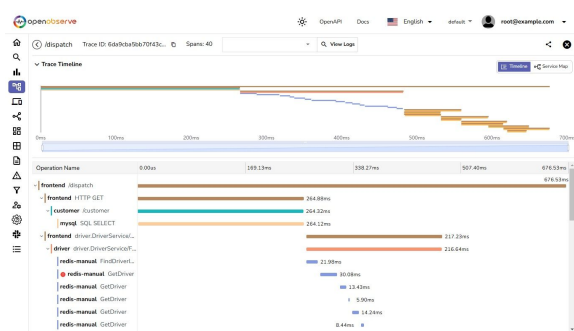 openobserve
OpenAPI Docs English default root@example.com
/dispatch Trace ID: 6da9cba5bb70f43c... Spans: 40 View Logs
Trace Timeline
Timeline Service Map
0ms 100ms 200ms 300ms 400ms 500ms 600ms 700ms
Operation Name 0.00us 169.13ms 338.27ms 507.40ms 676.53ms
frontend /dispatch 676.53ms
frontend HTTP GET 264.88ms
customer /customer 264.32ms
mysql SQL SELECT 264.12ms
frontend driver.DriverService/... 217.23ms
driver driver.DriverService/F... 216.64ms
redis-manual FindDriverI... 21.98ms
redis-manual GetDriver 30.08ms
redis-manual GetDriver 13.43ms
redis-manual GetDriver 5.90ms
redis-manual GetDriver 14.24ms
redis-manual GetDriver 8.44ms